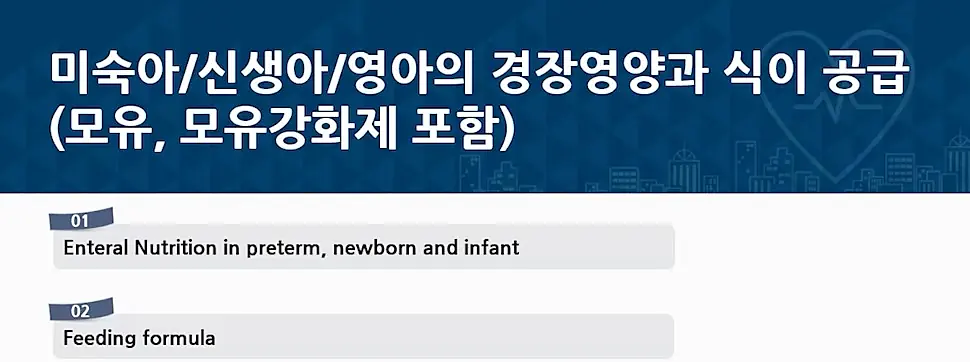 미숙아/신생아/영아의 경장영양과 식이 공급
(모유, 모유강화제 포함)
01
Enteral Nutrition in preterm, newborn and infant
02
Feeding formula